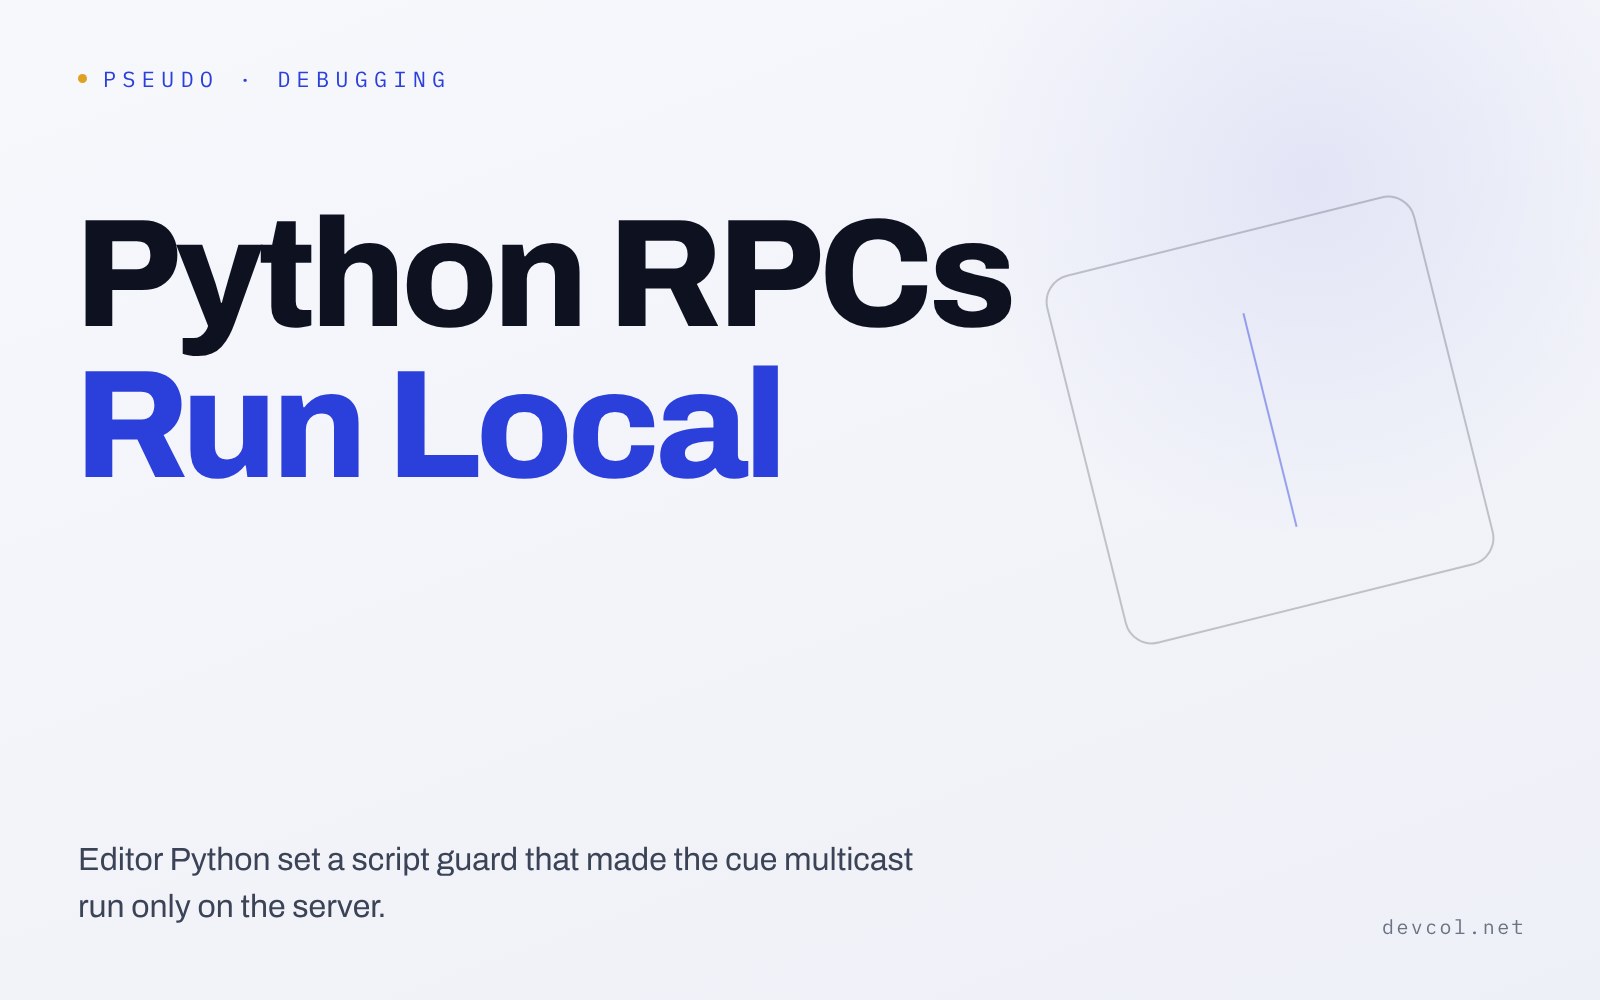 PSEUDO · DEBUGGING
Python RPCs
Run Local
Editor Python set a script guard that made the cue multicast
run only on the server.
devcol.net